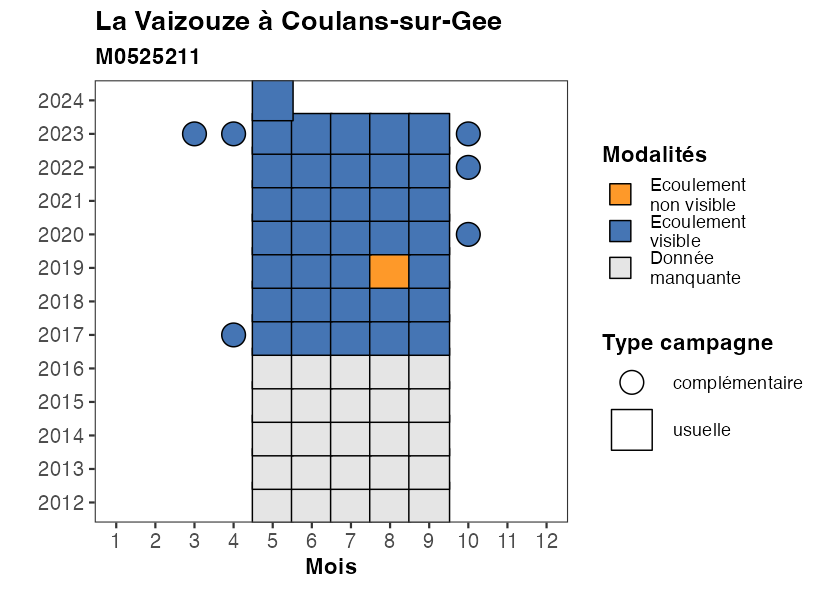 La Vaizouze à Coulans-sur-Gee
M0525211
2024
2023
2022
2021
2020
2019
2018
2017
2016
2015
2014
2013
2012
1 2 3 4 5 6 7 8 9 10 11 12
Mois
Modalités
Ecoulement
non visible
Ecoulement
visible
Donnée
manquante
Type campagne
complémentaire
usuelle